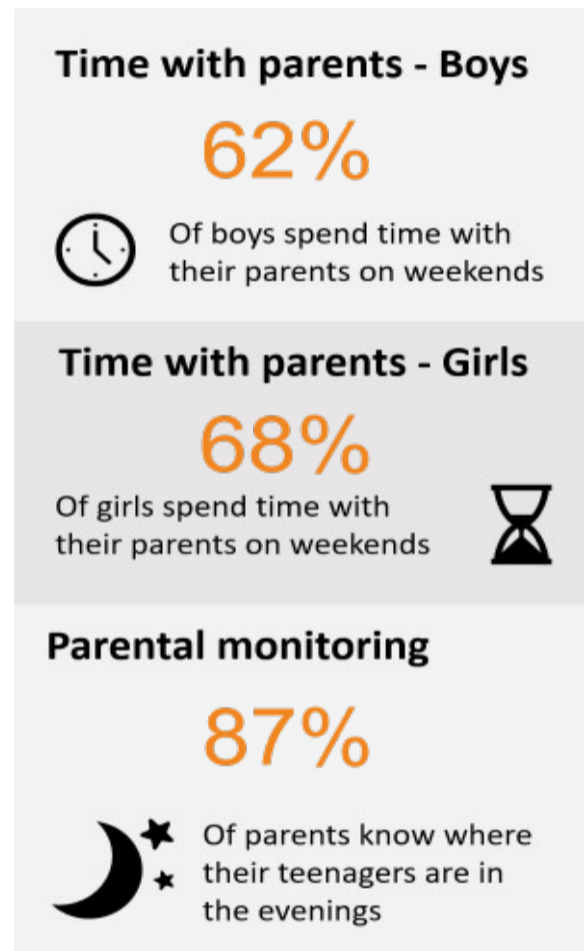 Time with parents - Boys
62%
Of boys spend time with
their parents on weekends
Time with parents - Girls
68%
Of girls spend time with
their parents on weekends
Parental monitoring
87%
Of parents know where
their teenagers are in
the evenings